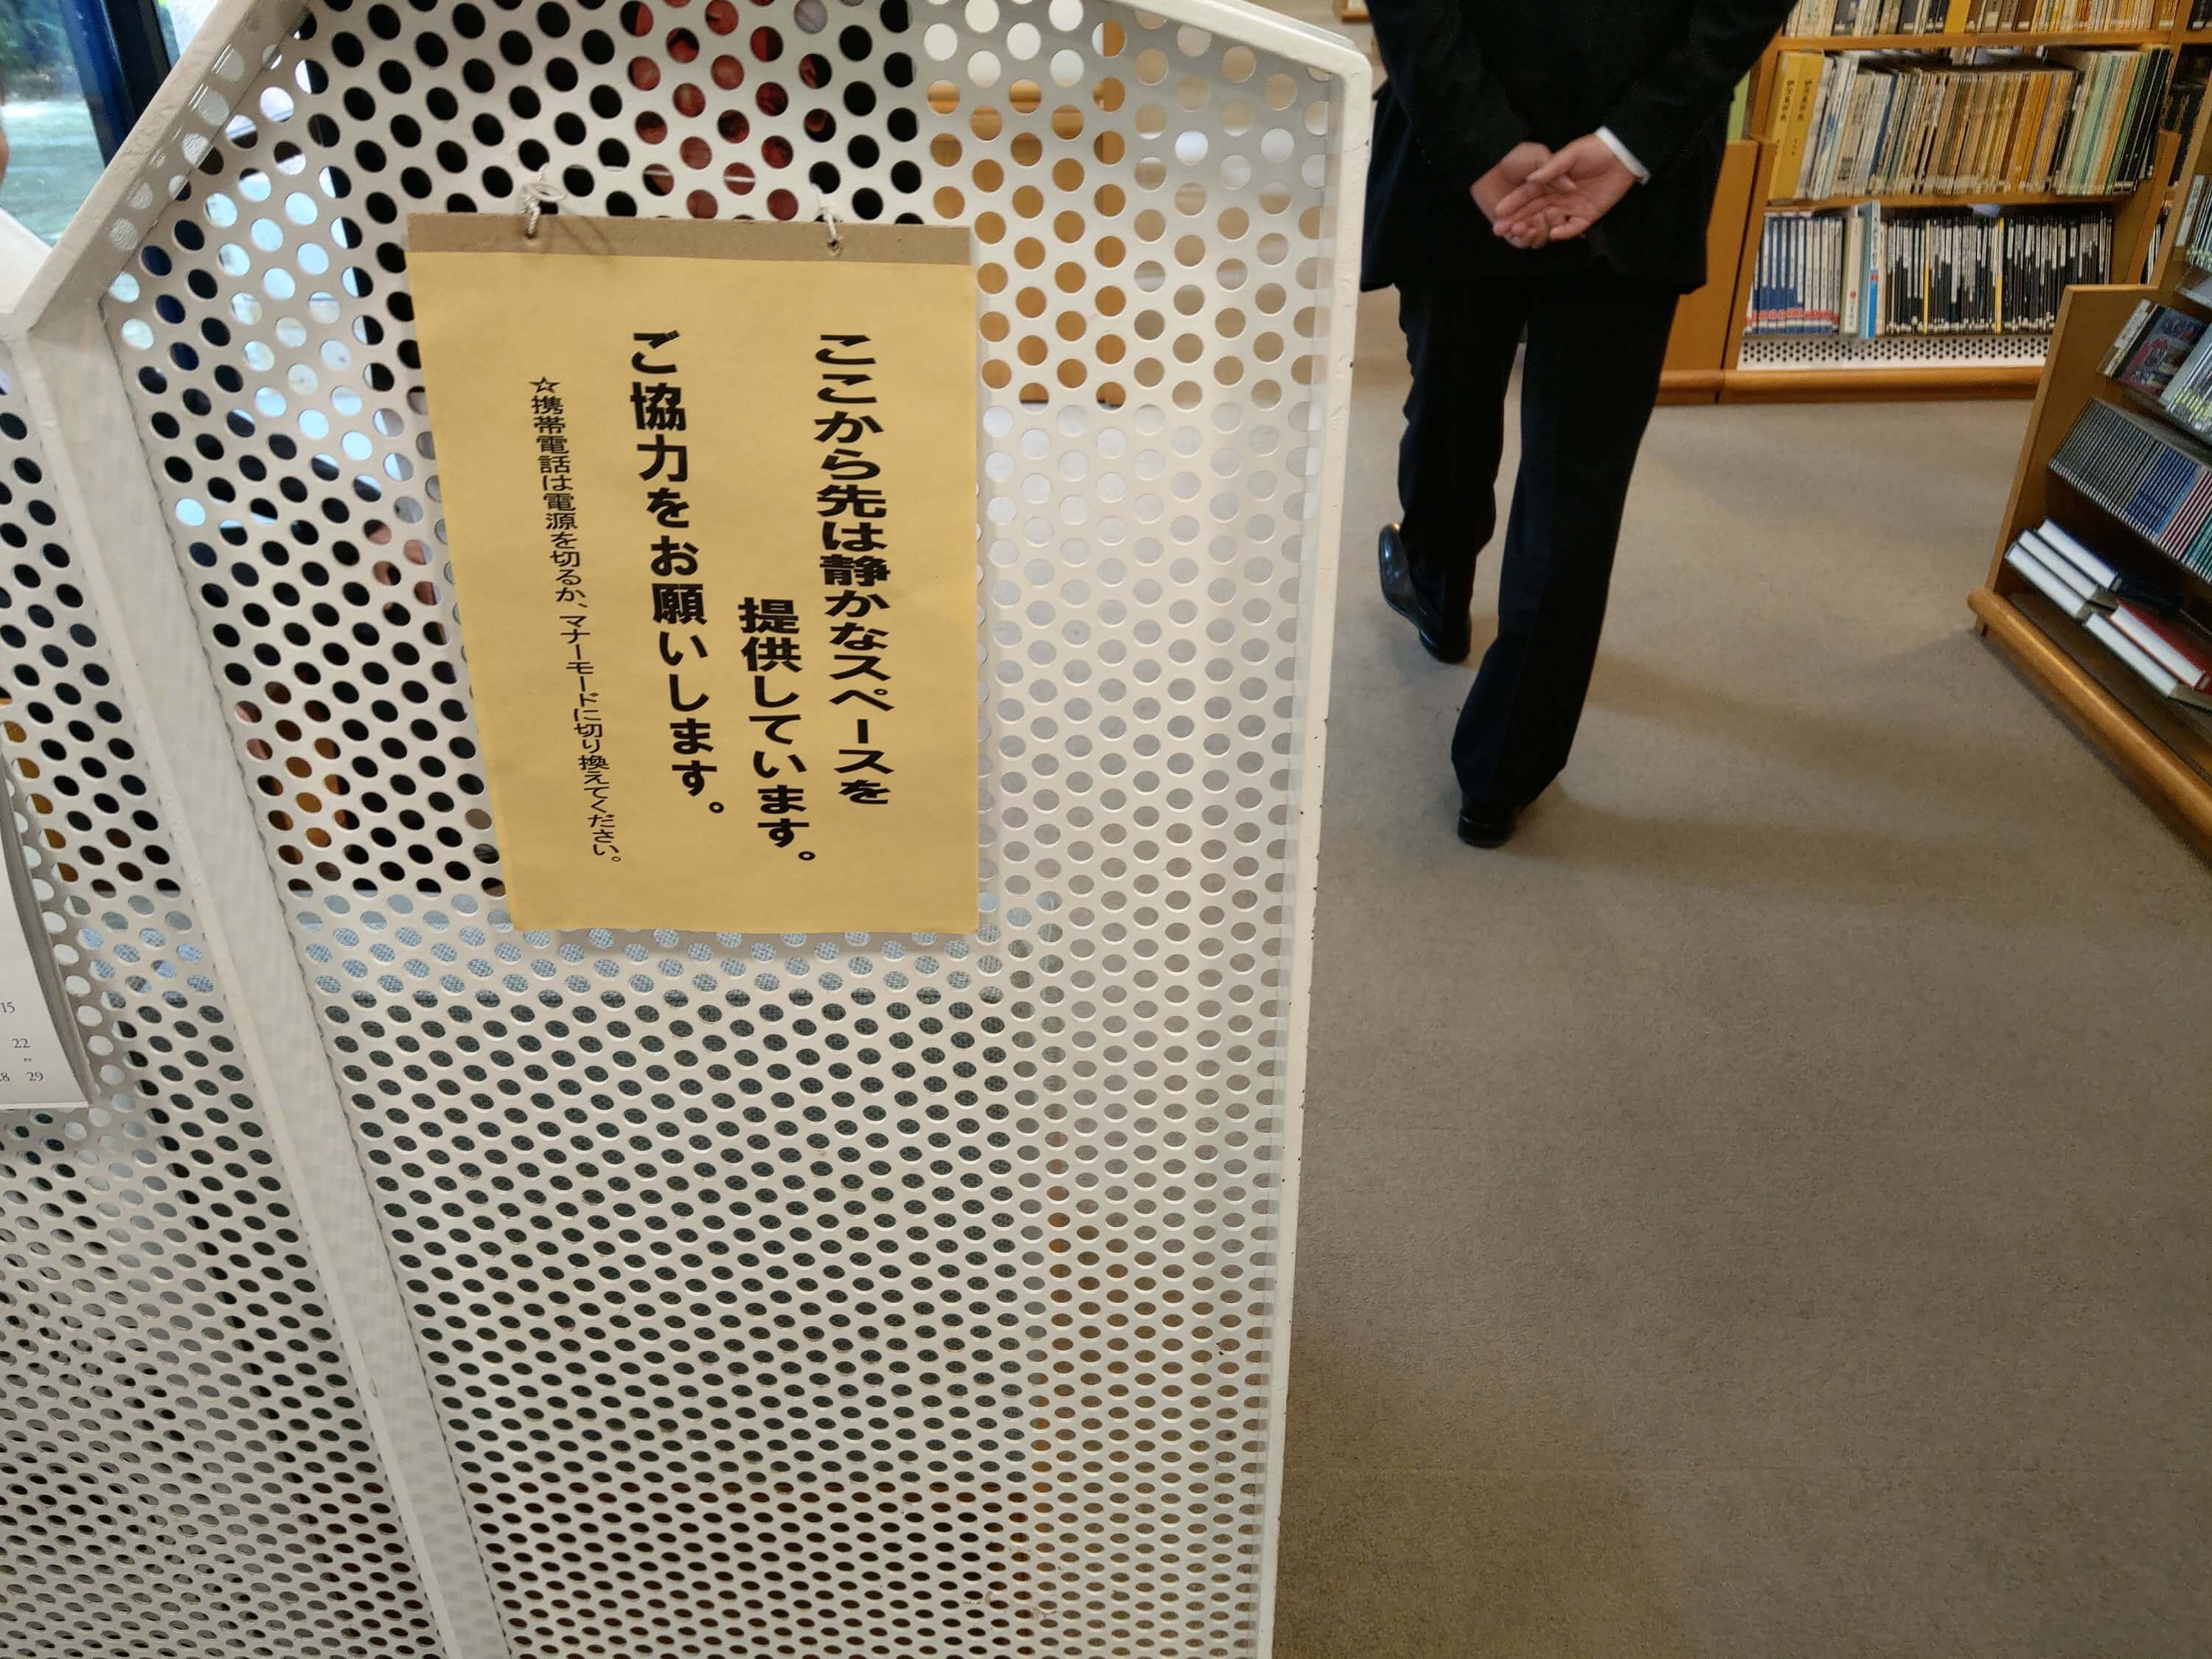 ここから先は静かなスペースを
提供しています。
ご協力をお願いします。
☆携帯電話は電源を切るか、マナーモードに切り換えてください。
15
22
29